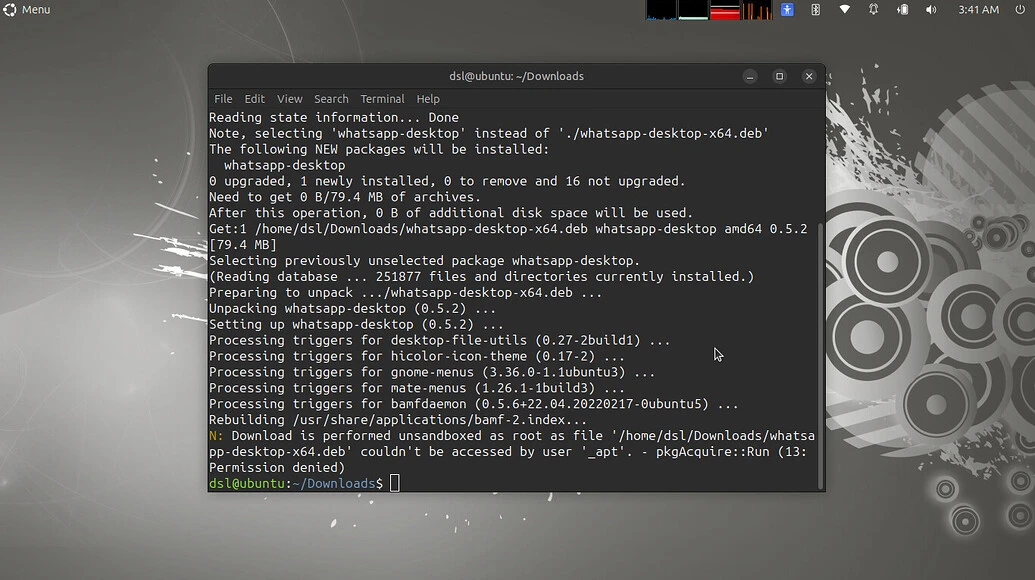 Menu
3:41 AM
dsl@ubuntu: ~/Downloads
File Edit View Search Terminal Help
Reading state information... Done
Note, selecting 'whatsapp-desktop' instead of './whatsapp-desktop-x64.deb'
The following NEW packages will be installed:
  whatsapp-desktop
0 upgraded, 1 newly installed, 0 to remove and 16 not upgraded.
Need to get 0 B/79.4 MB of archives.
After this operation, 0 B of additional disk space will be used.
Get:1 /home/dsl/Downloads/whatsapp-desktop-x64.deb whatsapp-desktop amd64 0.5.2
[79.4 MB]
Selecting previously unselected package whatsapp-desktop.
(Reading database ... 251877 files and directories currently installed.)
Preparing to unpack .../whatsapp-desktop-x64.deb ...
Unpacking whatsapp-desktop (0.5.2) ...
Setting up whatsapp-desktop (0.5.2) ...
Processing triggers for desktop-file-utils (0.27-2build1) ...
Processing triggers for hicolor-icon-theme (0.17-2) ...
Processing triggers for gnome-menus (3.36.0-1.1ubuntu3) ...
Processing triggers for mate-menus (1.26.1-1build3) ...
Processing triggers for bamfdaemon (0.5.6+22.04.20220217-0ubuntu5) ...
Rebuilding /usr/share/applications/bamf-2.index...
N: Download is performed unsandboxed as root as file '/home/dsl/Downloads/whatsa
pp-desktop-x64.deb' couldn't be accessed by user '_apt'. - pkgAcquire::Run (13:
Permission denied)
dsl@ubuntu:~/Downloads$